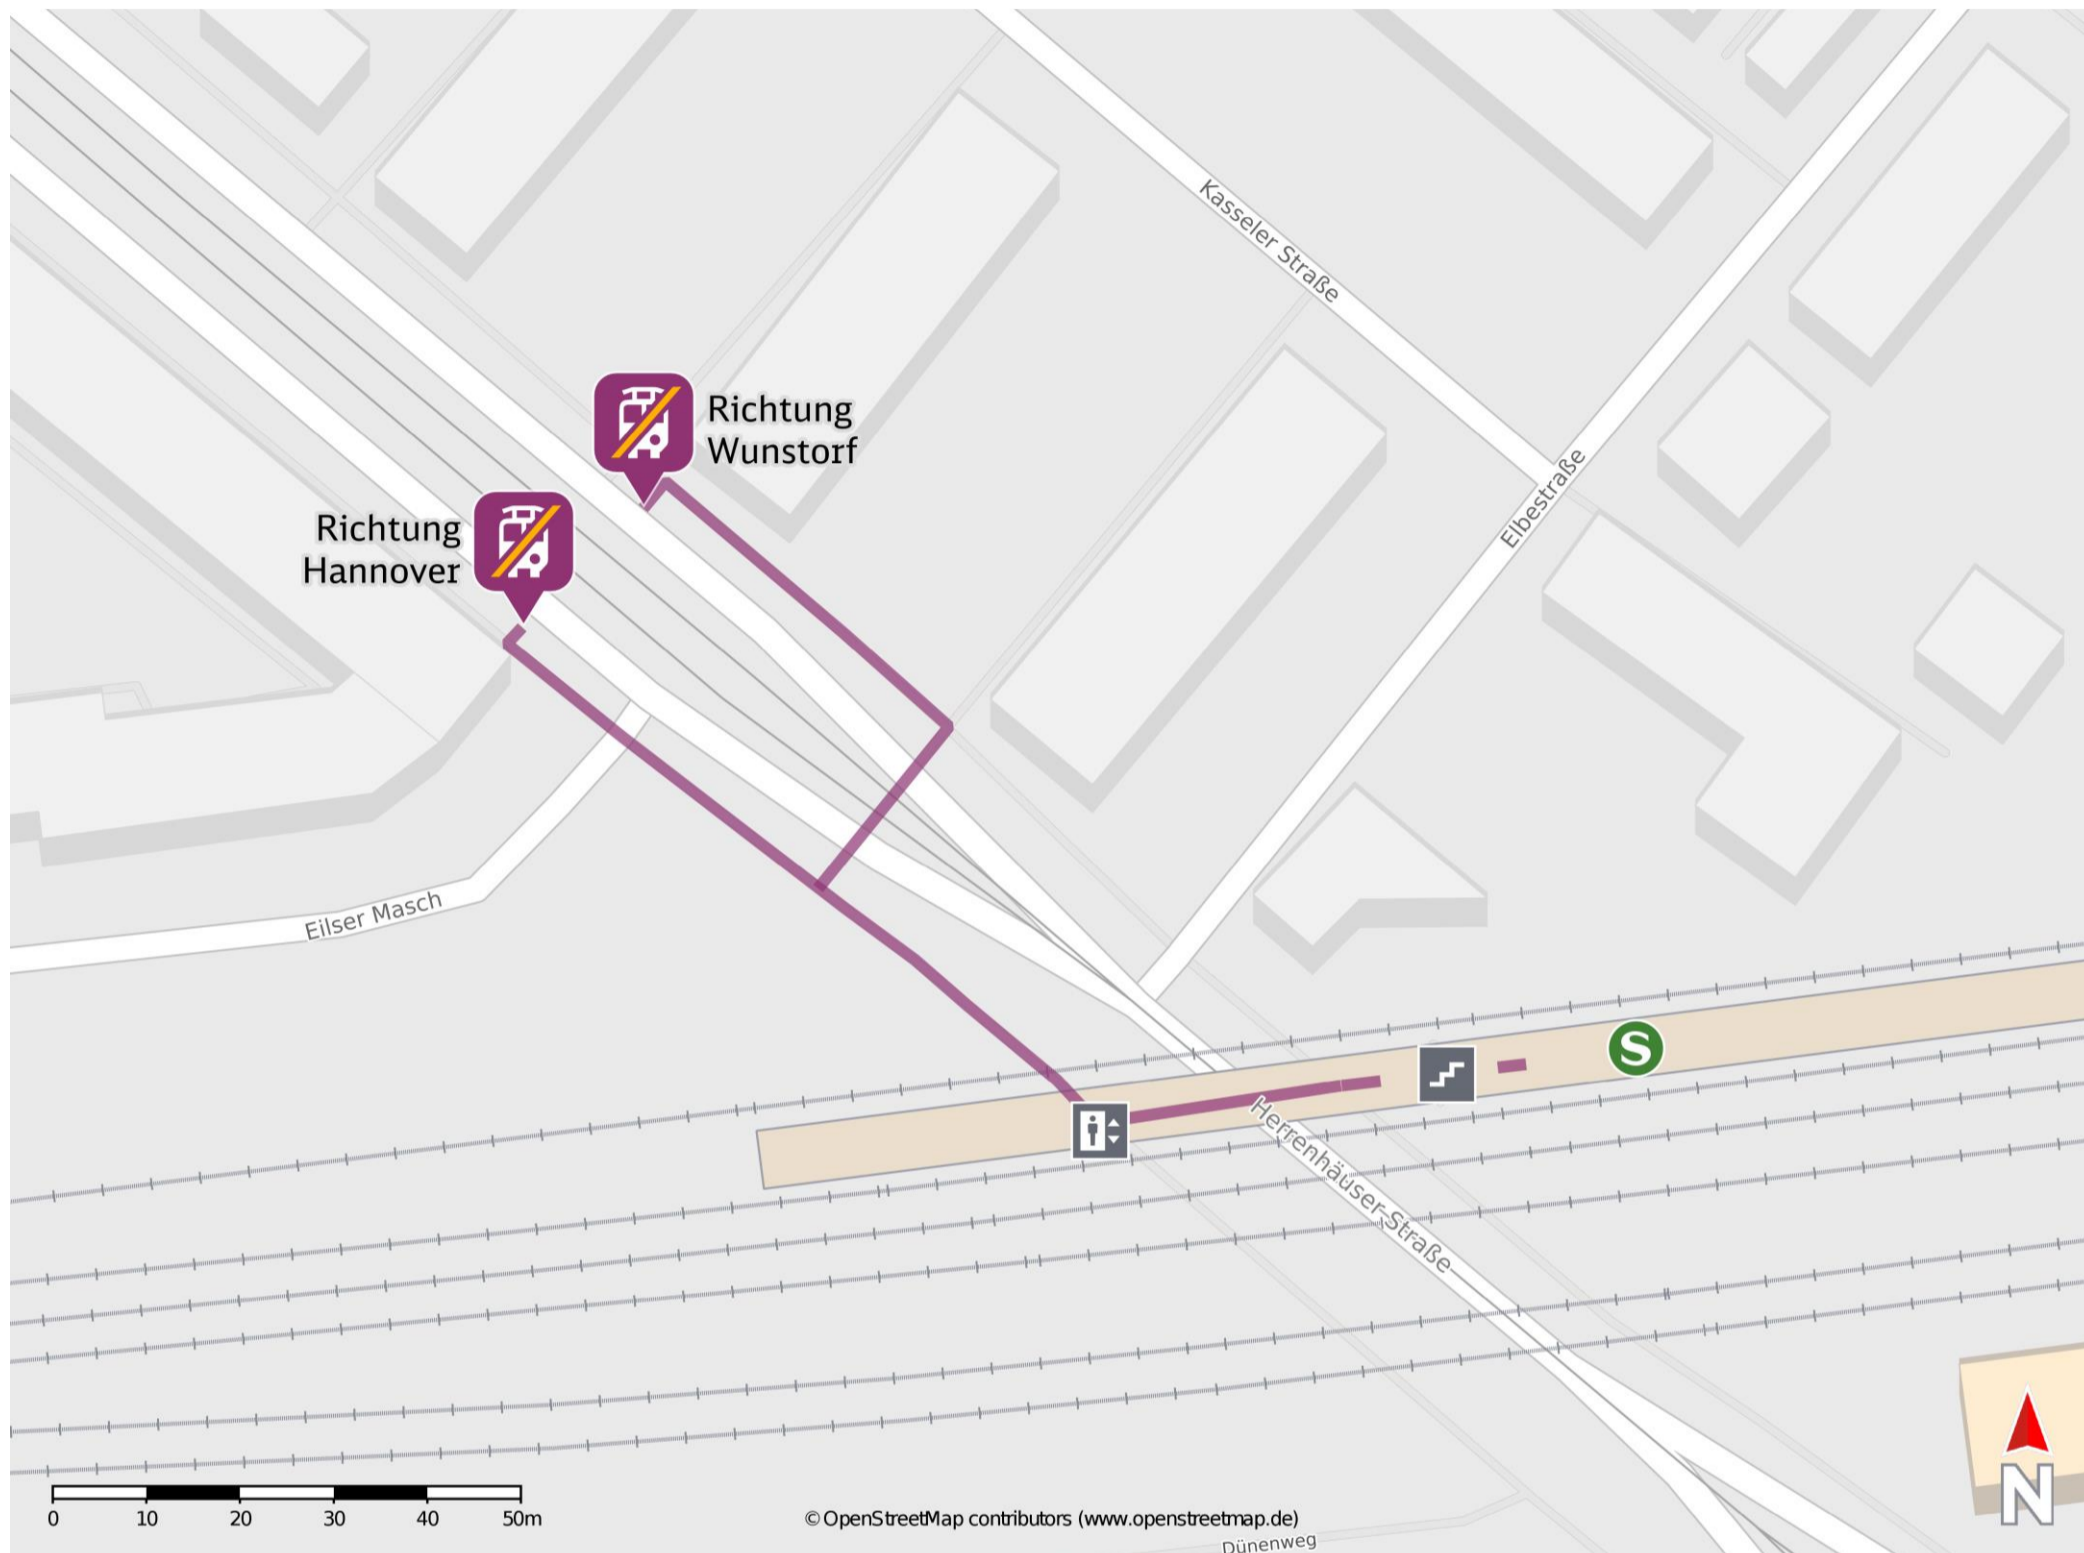 Kasseler Straße
Richtung
Wunstorf
Elbestraße
Richtung
Hannover
Eilser Masch
S
Herrenhäuser Straße
N
0 10 20 30 40 50m
© OpenStreetMap contributors (www.openstreetmap.de)
Dünenweg